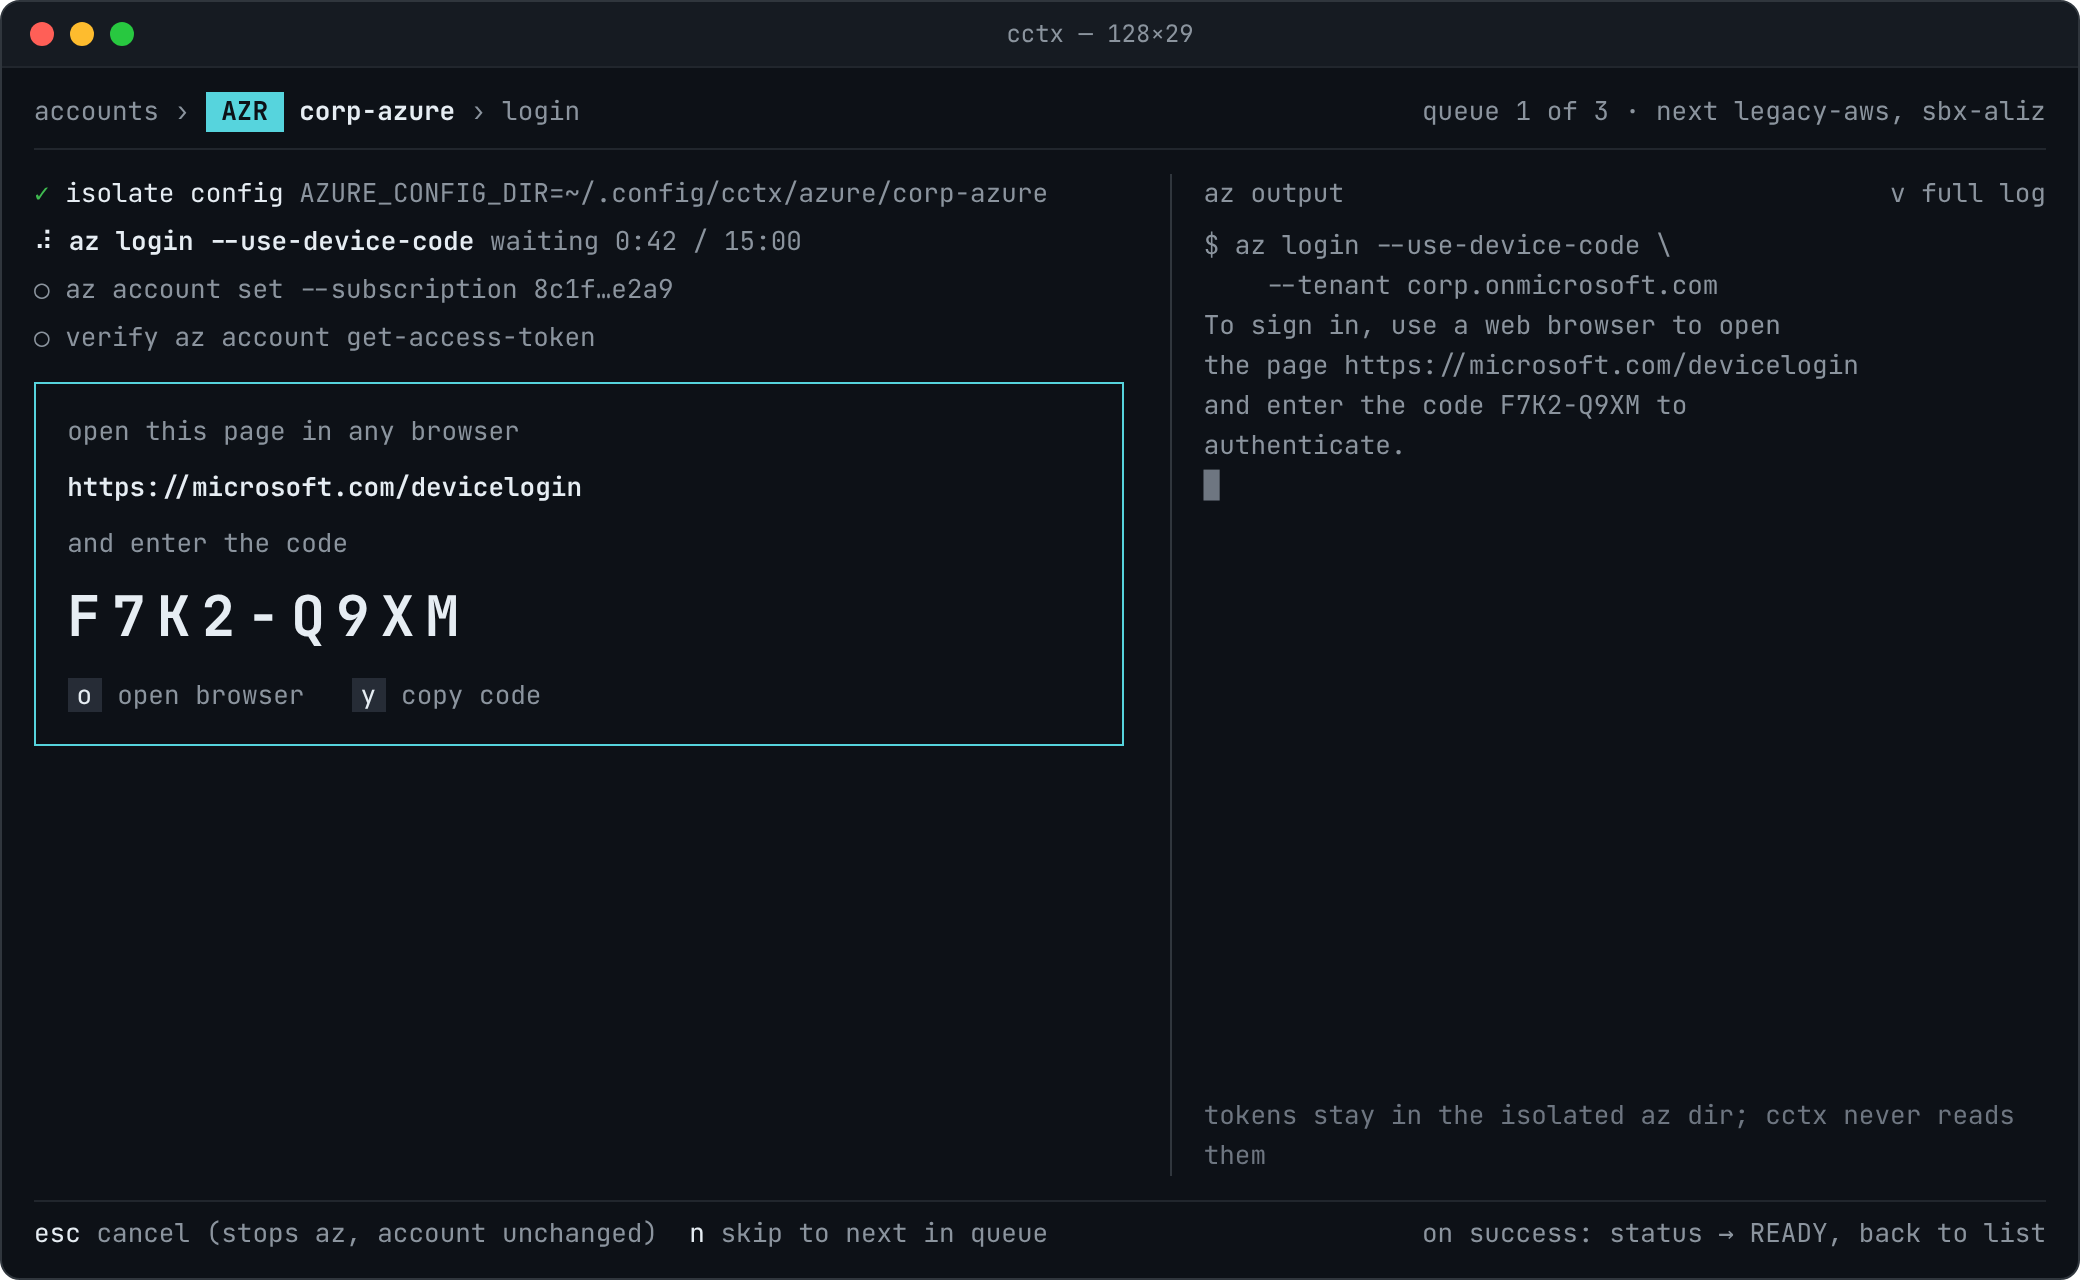 cctx — 128×29
accounts › AZR corp-azure › login
queue 1 of 3 · next legacy-aws, sbx-aliz
✓ isolate config AZURE_CONFIG_DIR=~/.config/cctx/azure/corp-azure
⠼ az login --use-device-code waiting 0:42 / 15:00
○ az account set --subscription 8c1f…e2a9
○ verify az account get-access-token
open this page in any browser
https://microsoft.com/devicelogin
and enter the code
F7K2-Q9XM
o open browser y copy code
az output v full log
$ az login --use-device-code \
--tenant corp.onmicrosoft.com
To sign in, use a web browser to open
the page https://microsoft.com/devicelogin
and enter the code F7K2-Q9XM to
authenticate.
tokens stay in the isolated az dir; cctx never reads
them
esc cancel (stops az, account unchanged) n skip to next in queue
on success: status → READY, back to list